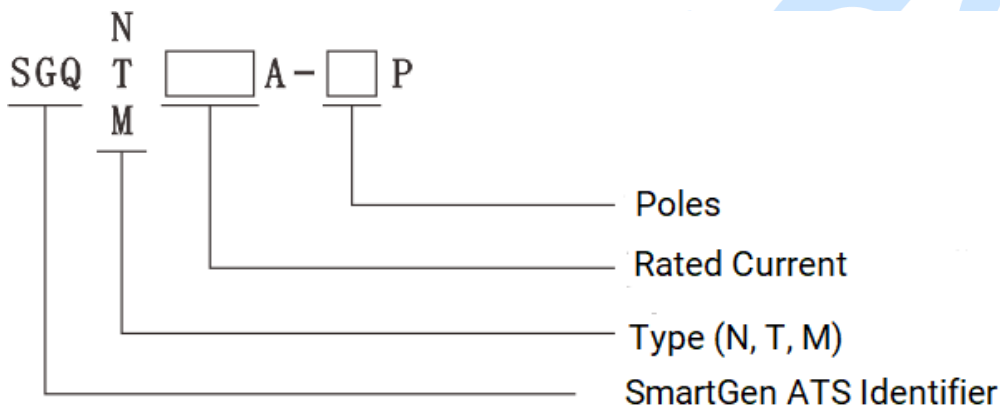 N
SGQ T A- P
M
Poles
Rated Current
Type (N, T, M)
SmartGen ATS Identifier